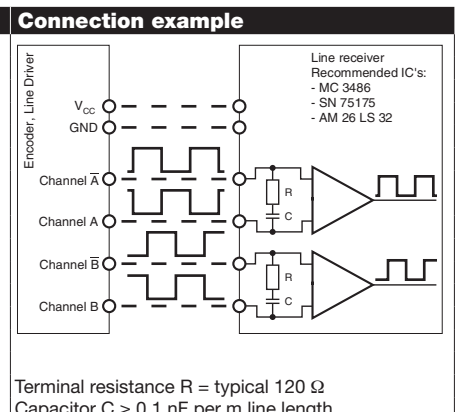 Connection example
Encoder, Line Driver
Line receiver
Recommended IC's:
- MC 3486
- SN 75175
- AM 26 LS 32
VCC
GND
Channel A̅
Channel A
Channel B̅
Channel B
R
C
R
C
Terminal resistance R = typical 120 Ω
Capacitor C ≥ 0.1 nF per m line length